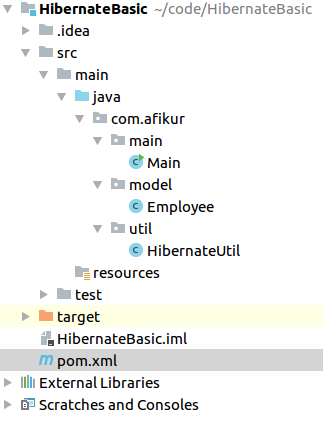 HibernateBasic ~/code/HibernateBasic
.idea
src
main
java
com.afikur
main
Main
model
Employee
util
HibernateUtil
resources
test
target
HibernateBasic.iml
pom.xml
External Libraries
Scratches and Consoles